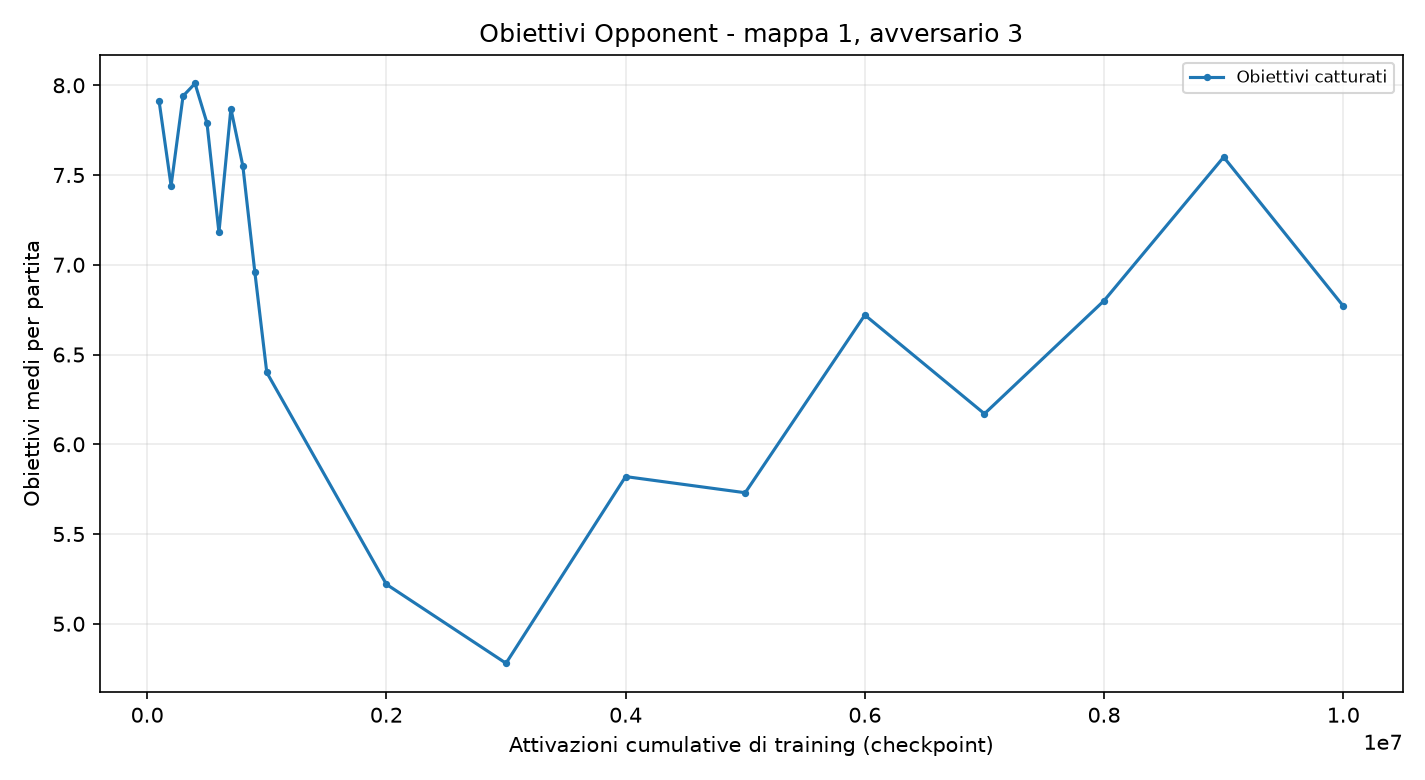 Obiettivi Opponent - mappa 1, avversario 3
Obiettivi catturati
Obiettivi medi per partita
8.0
7.5
7.0
6.5
6.0
5.5
5.0
0.0 0.2 0.4 0.6 0.8 1.0
1e7
Attivazioni cumulative di training (checkpoint)